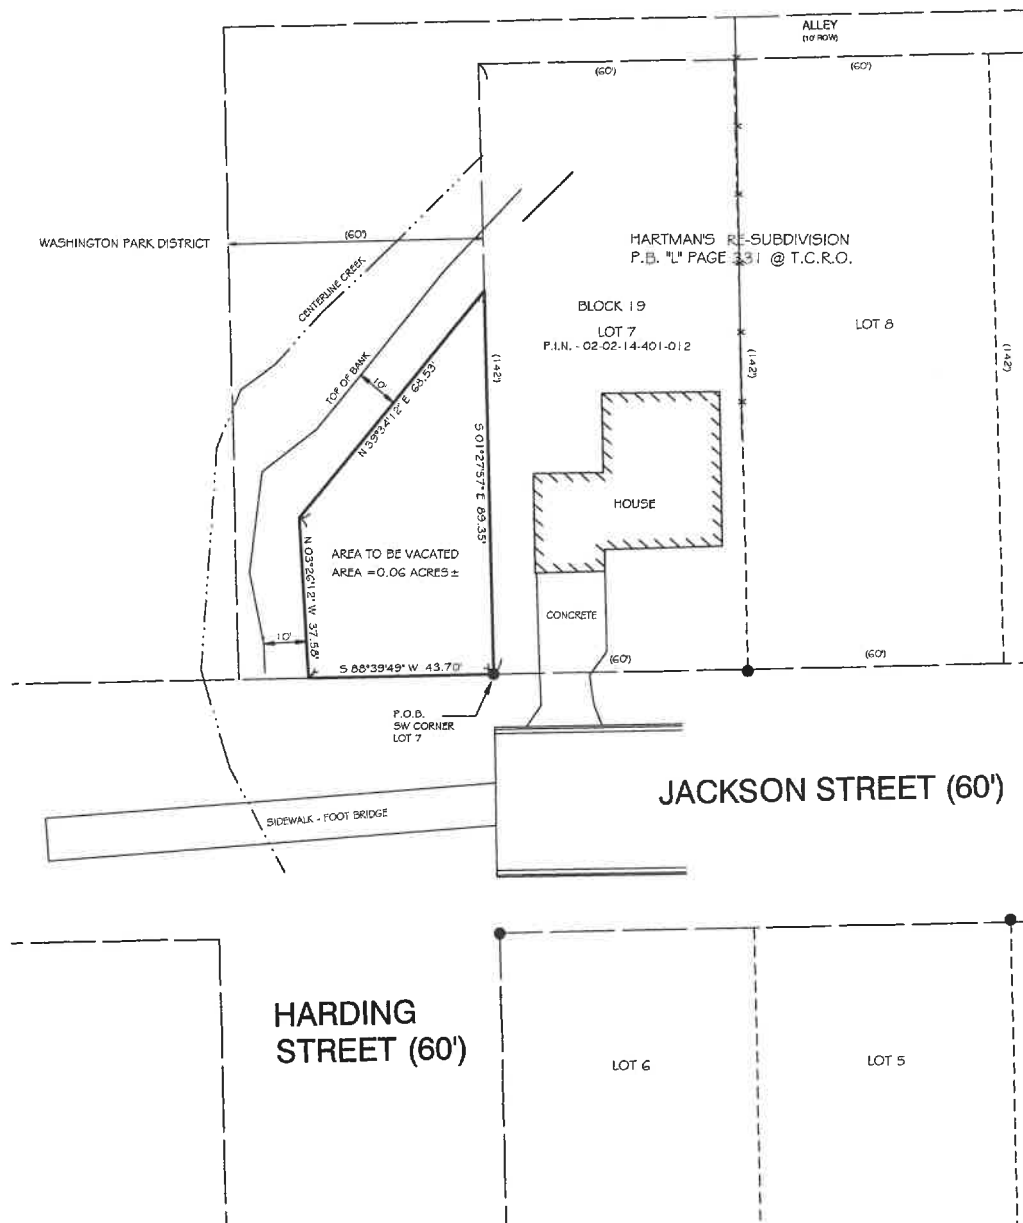 ALLEY
(10' ROW)
(60')
(60')
WASHINGTON PARK DISTRICT
(60')
HARTMAN'S RE-SUBDIVISION
P.B. "L" PAGE 331 @ T.C.R.O.
CENTERLINE CREEK
BLOCK 19
LOT 7
P.I.N. - 02-02-14-401-012
LOT 8
TOP OF BANK
10'
N 39°34'12" E 68.53'
(142')
(142')
(142')
S 01°27'57" E 89.35'
HOUSE
AREA TO BE VACATED
AREA =0.06 ACRES±
N 03°26'12" W 37.58'
CONCRETE
10'
S 88°39'49" W 43.70'
(60')
(60')
P.O.B.
SW CORNER
LOT 7
JACKSON STREET (60')
SIDEWALK - FOOT BRIDGE
HARDING
STREET (60')
LOT 6
LOT 5